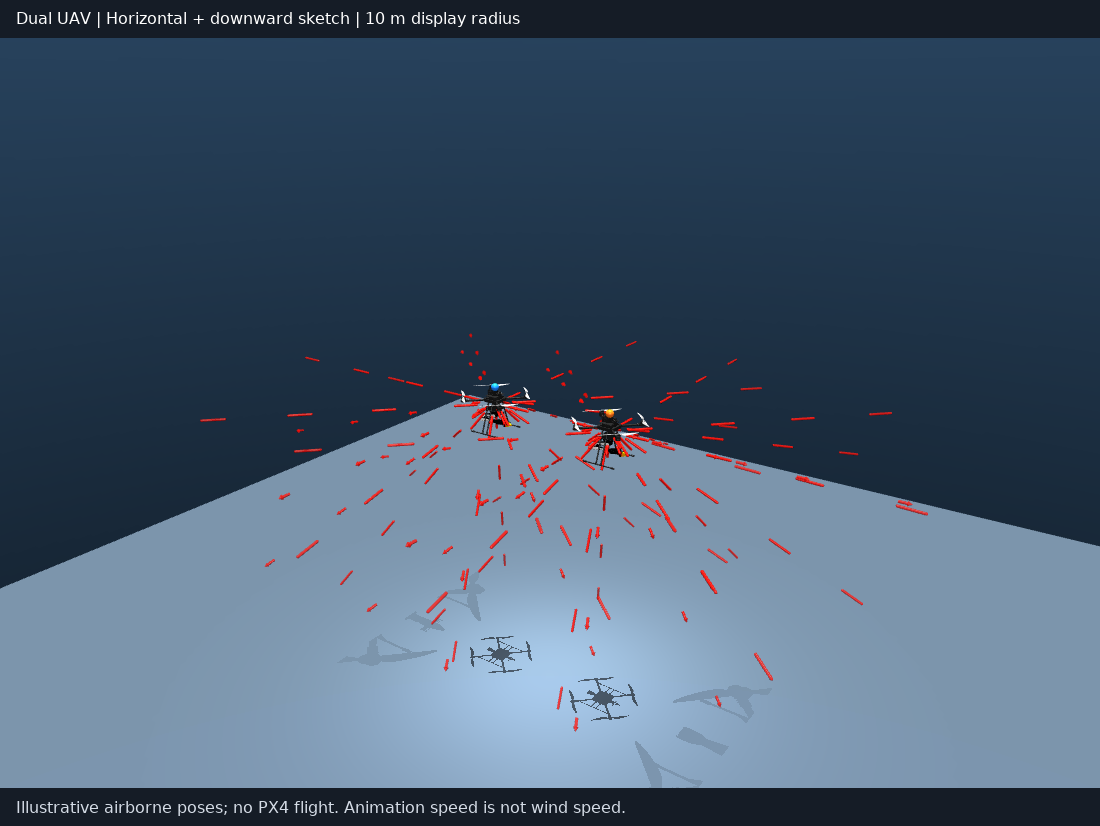 Dual UAV | Horizontal + downward sketch | 10 m display radius
Illustrative airborne poses; no PX4 flight. Animation speed is not wind speed.